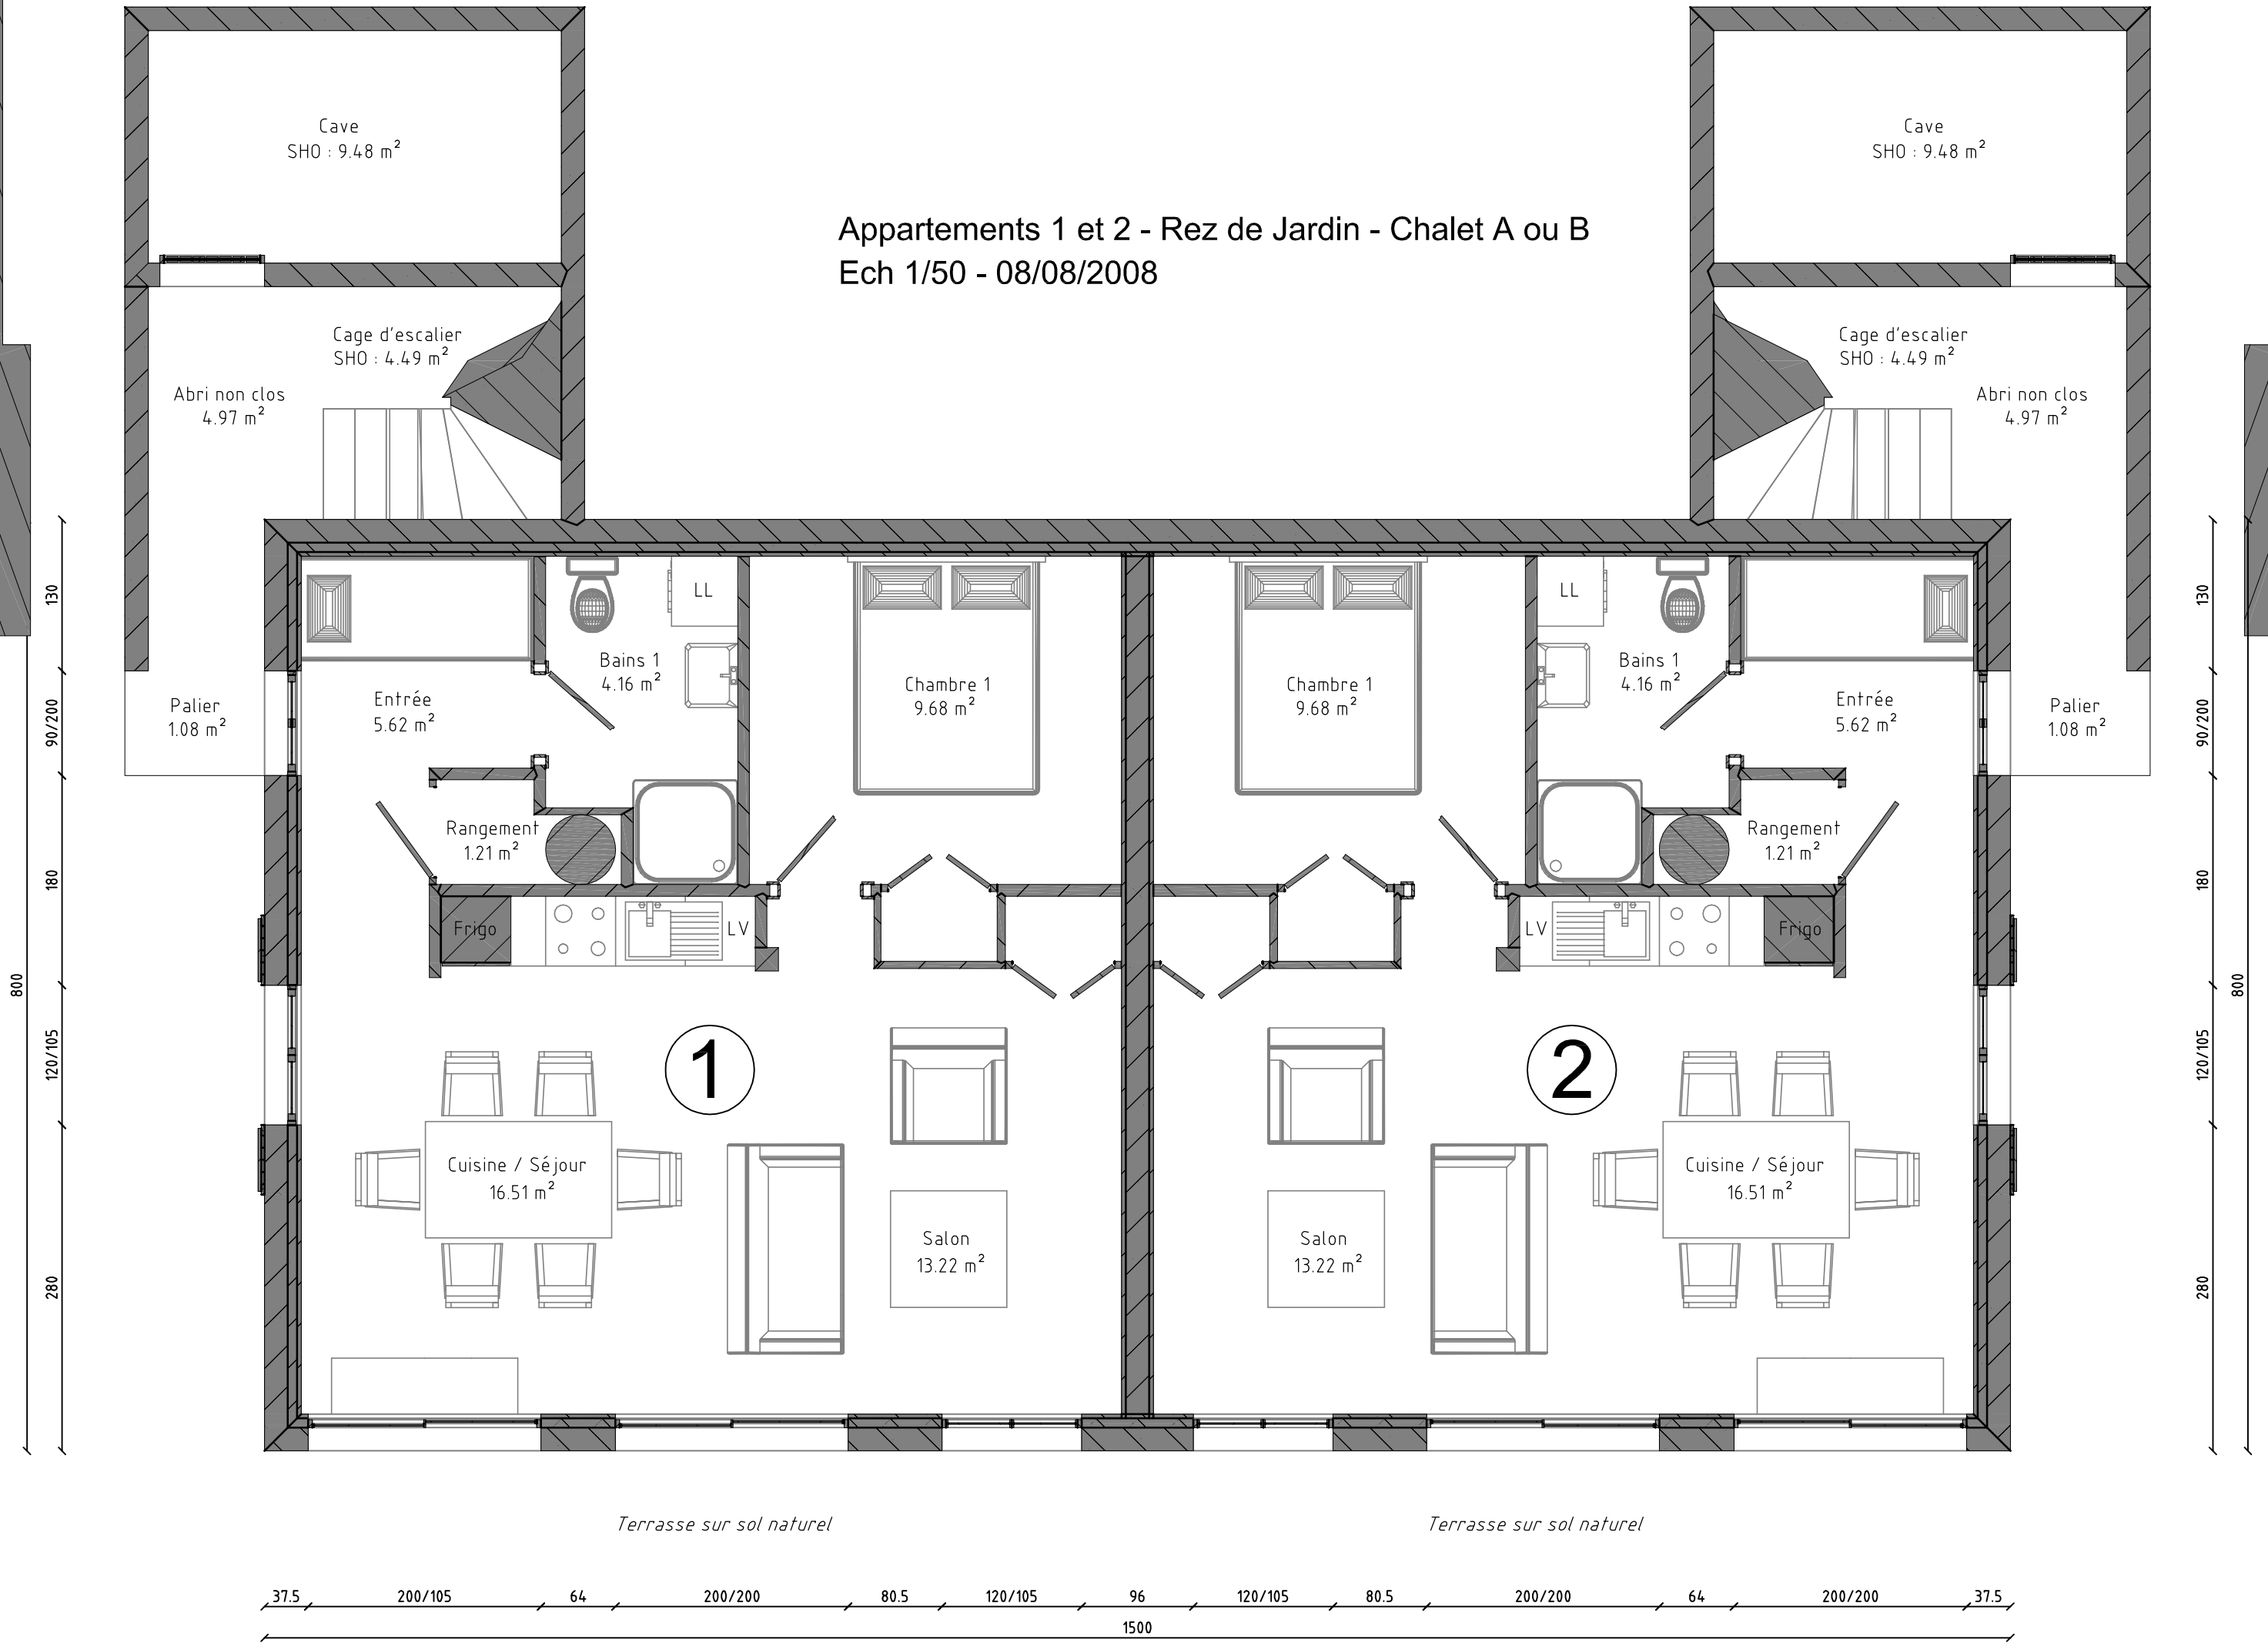 Cave
SHO : 9.48 m²
Cave
SHO : 9.48 m²
Appartements 1 et 2 - Rez de Jardin - Chalet A ou B
Ech 1/50 - 08/08/2008
Cage d'escalier
SHO : 4.49 m²
Abri non clos
4.97 m²
Cage d'escalier
SHO : 4.49 m²
Abri non clos
4.97 m²
Palier
1.08 m²
Entrée
5.62 m²
Bains 1
4.16 m²
LL
Chambre 1
9.68 m²
Rangement
1.21 m²
Frigo
LV
1
Cuisine / Séjour
16.51 m²
Salon
13.22 m²
Chambre 1
9.68 m²
LL
Bains 1
4.16 m²
Entrée
5.62 m²
Palier
1.08 m²
Rangement
1.21 m²
LV
Frigo
2
Salon
13.22 m²
Cuisine / Séjour
16.51 m²
130
90/200
180
120/105
280
800
130
90/200
180
120/105
280
800
Terrasse sur sol naturel
Terrasse sur sol naturel
37.5 200/105 64 200/200 80.5 120/105 96 120/105 80.5 200/200 64 200/200 37.5
1500